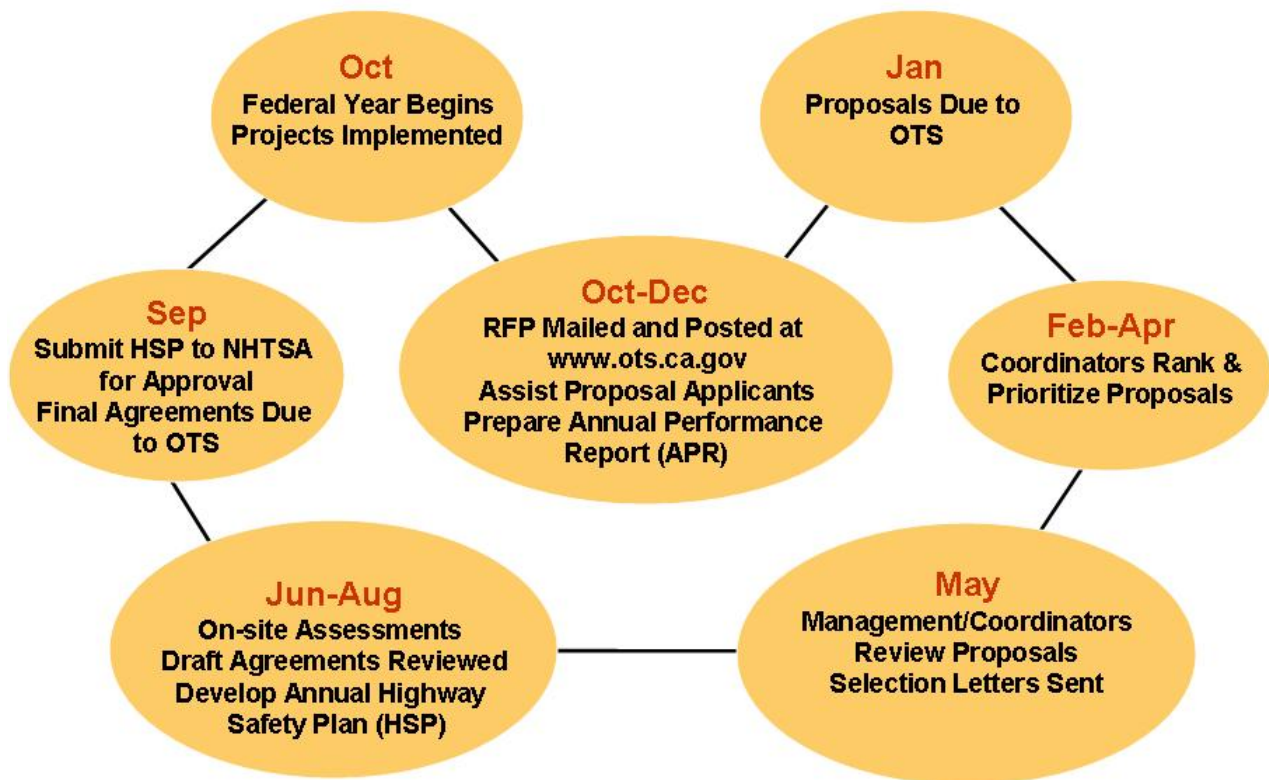 Oct
Federal Year Begins
Projects Implemented
Jan
Proposals Due to
OTS
Oct-Dec
RFP Mailed and Posted at
www.ots.ca.gov
Assist Proposal Applicants
Prepare Annual Performance
Report (APR)
Sep
Submit HSP to NHTSA
for Approval
Final Agreements Due
to OTS
Feb-Apr
Coordinators Rank &
Prioritize Proposals
Jun-Aug
On-site Assessments
Draft Agreements Reviewed
Develop Annual Highway
Safety Plan (HSP)
May
Management/Coordinators
Review Proposals
Selection Letters Sent